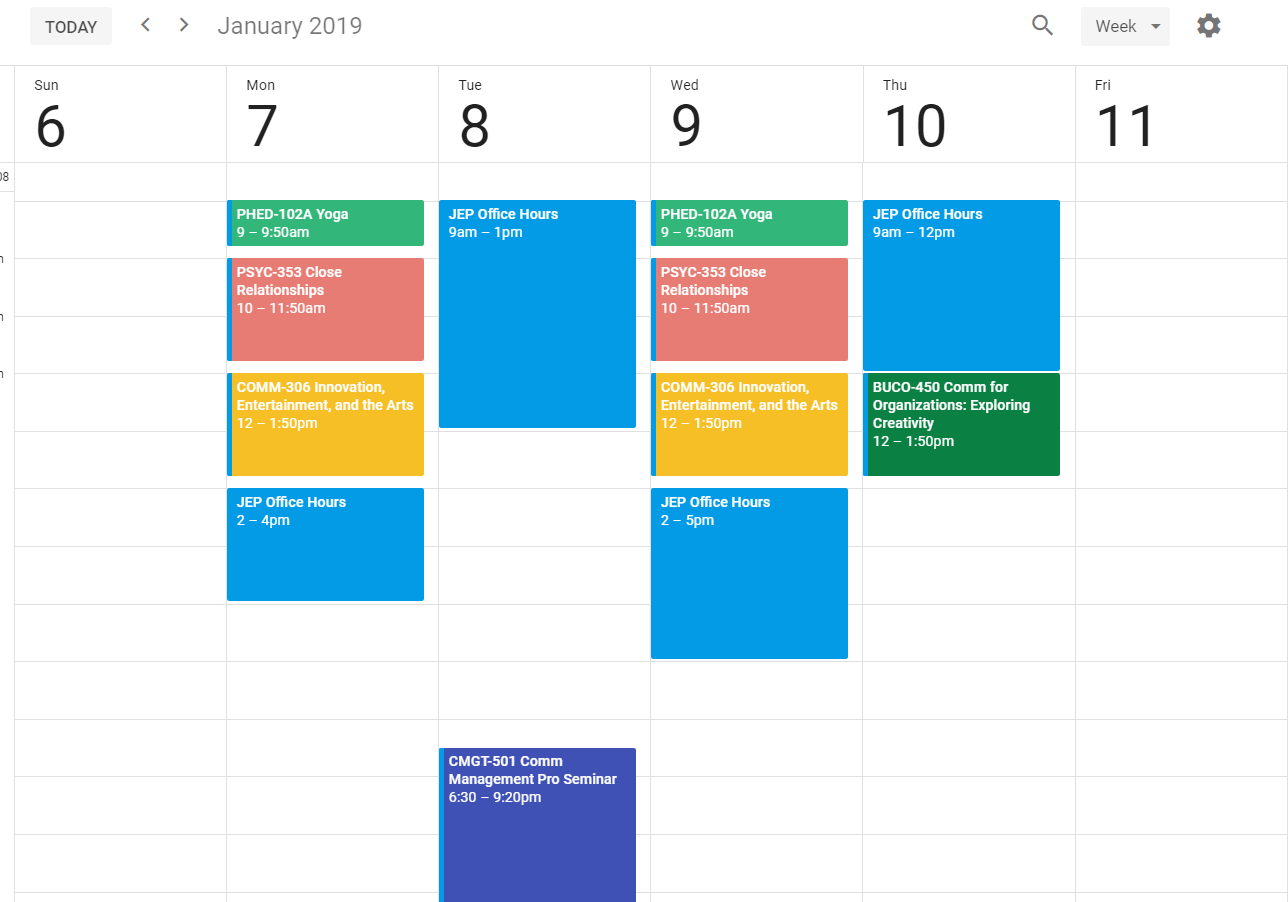 TODAY
January 2019
Week
Sun
6
Mon
7
Tue
8
Wed
9
Thu
10
Fri
11
08
PHED-102A Yoga
9 – 9:50am
PSYC-353 Close
Relationships
10 – 11:50am
COMM-306 Innovation,
Entertainment, and the Arts
12 – 1:50pm
JEP Office Hours
2 – 4pm
JEP Office Hours
9am – 1pm
CMGT-501 Comm
Management Pro Seminar
6:30 – 9:20pm
PHED-102A Yoga
9 – 9:50am
PSYC-353 Close
Relationships
10 – 11:50am
COMM-306 Innovation,
Entertainment, and the Arts
12 – 1:50pm
JEP Office Hours
2 – 5pm
JEP Office Hours
9am – 12pm
BUCO-450 Comm for
Organizations: Exploring
Creativity
12 – 1:50pm